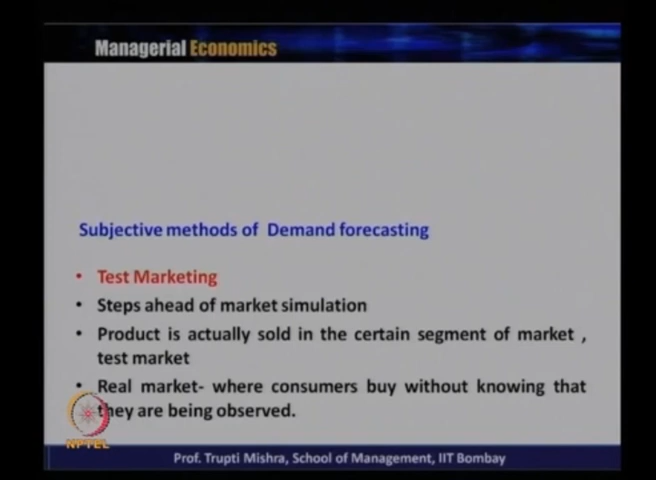 Managerial Economics
Subjective methods of Demand forecasting
• Test Marketing
• Steps ahead of market simulation
• Product is actually sold in the certain segment of market ,
test market
• Real market- where consumers buy without knowing that
they are being observed.
NPTEL
Prof. Trupti Mishra, School of Management, IIT Bombay